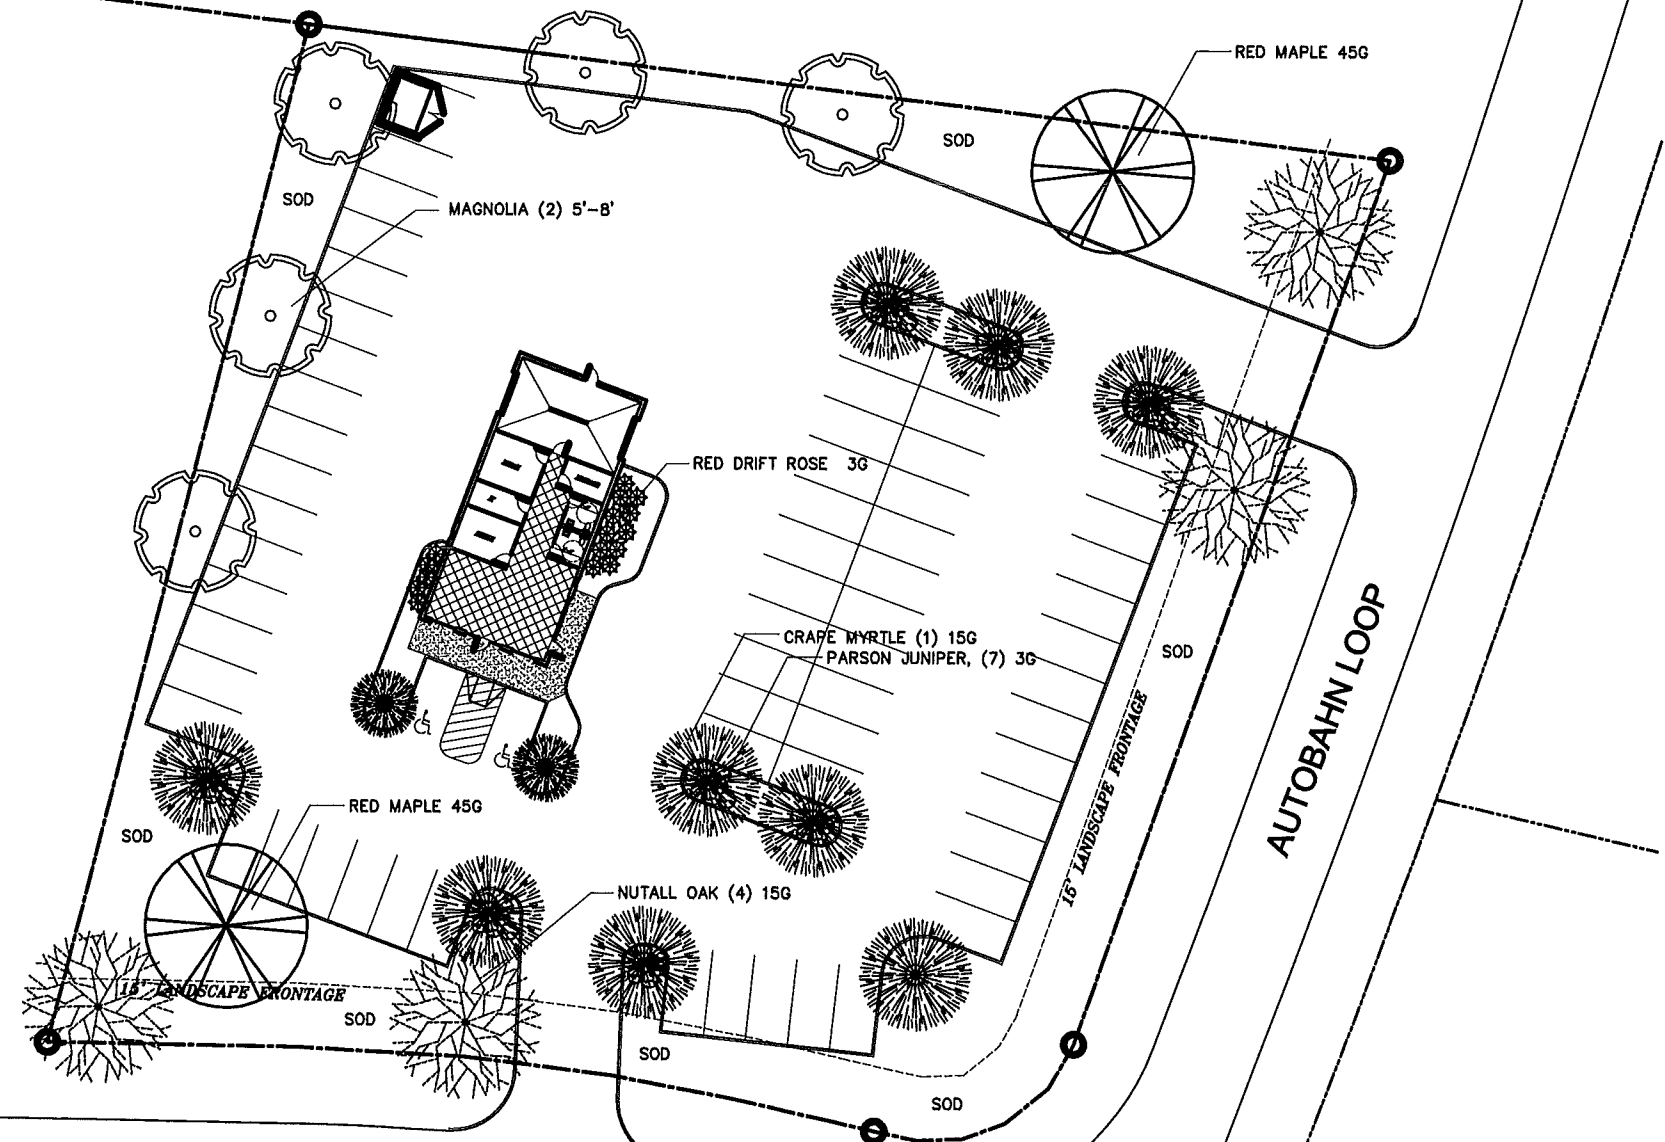 RED MAPLE 45G
SOD
SOD
MAGNOLIA (2) 5'-8'
RED DRIFT ROSE 3G
CRAPE MYRTLE (1) 15G
PARSON JUNIPER, (7) 3G
SOD
AUTOBAHN LOOP
15' LANDSCAPE FRONTAGE
RED MAPLE 45G
SOD
NUTALL OAK (4) 15G
15' LANDSCAPE FRONTAGE
SOD
SOD
SOD